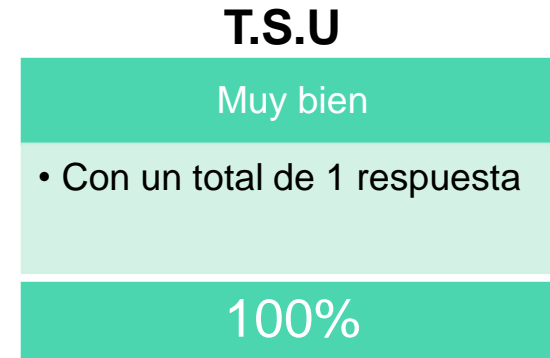 T.S.U
Muy bien
• Con un total de 1 respuesta
100%